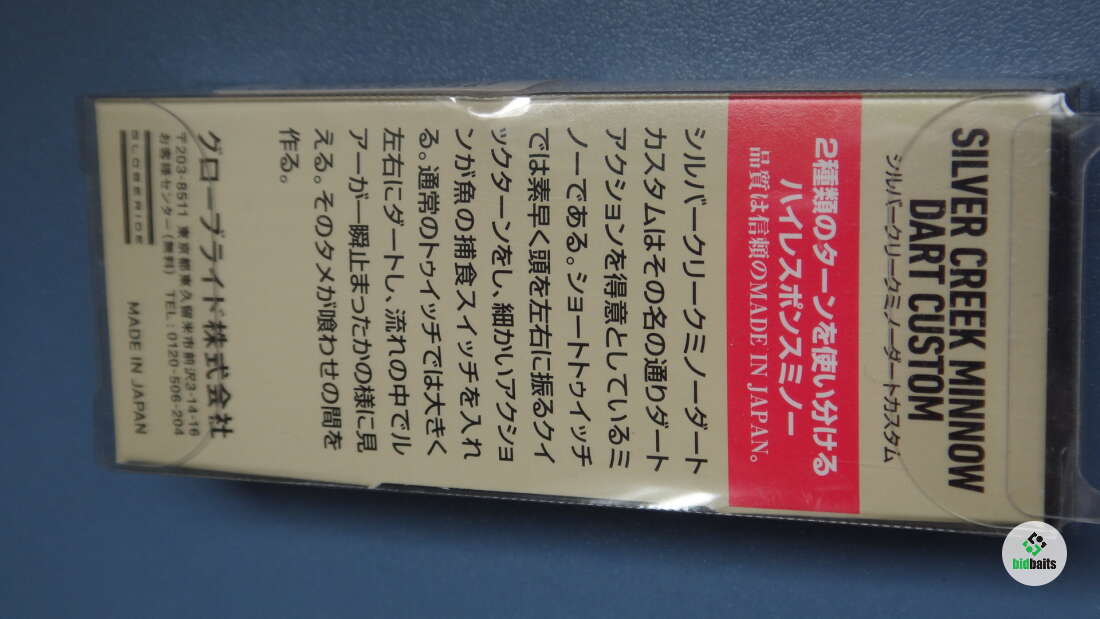 SILVER CREEK MINNOW
DART CUSTOM
シルバークリークミノーダートカスタム
2種類のターンを使い分ける
ハイレスポンスミノー
品質は信頼のMADE IN JAPAN。
シルバークリークミノーダート
カスタムはその名の通りダート
アクションを得意としているミ
ノーである。ショートトゥイッチ
では素早く頭を左右に振るクイ
ックターンをし、細かいアクショ
ンが魚の捕食スイッチを入れ
る。通常のトゥイッチでは大きく
左右にダートし、流れの中でル
アーが一瞬止まったかの様に見
える。そのタメが喰わせの間を
作る。
グローブライド株式会社
〒203-8511 東京都東久留米市前沢3-14-16
お客様センター(無料) TEL:0120-506-204
GLOBERIDE
MADE IN JAPAN
bidbaits